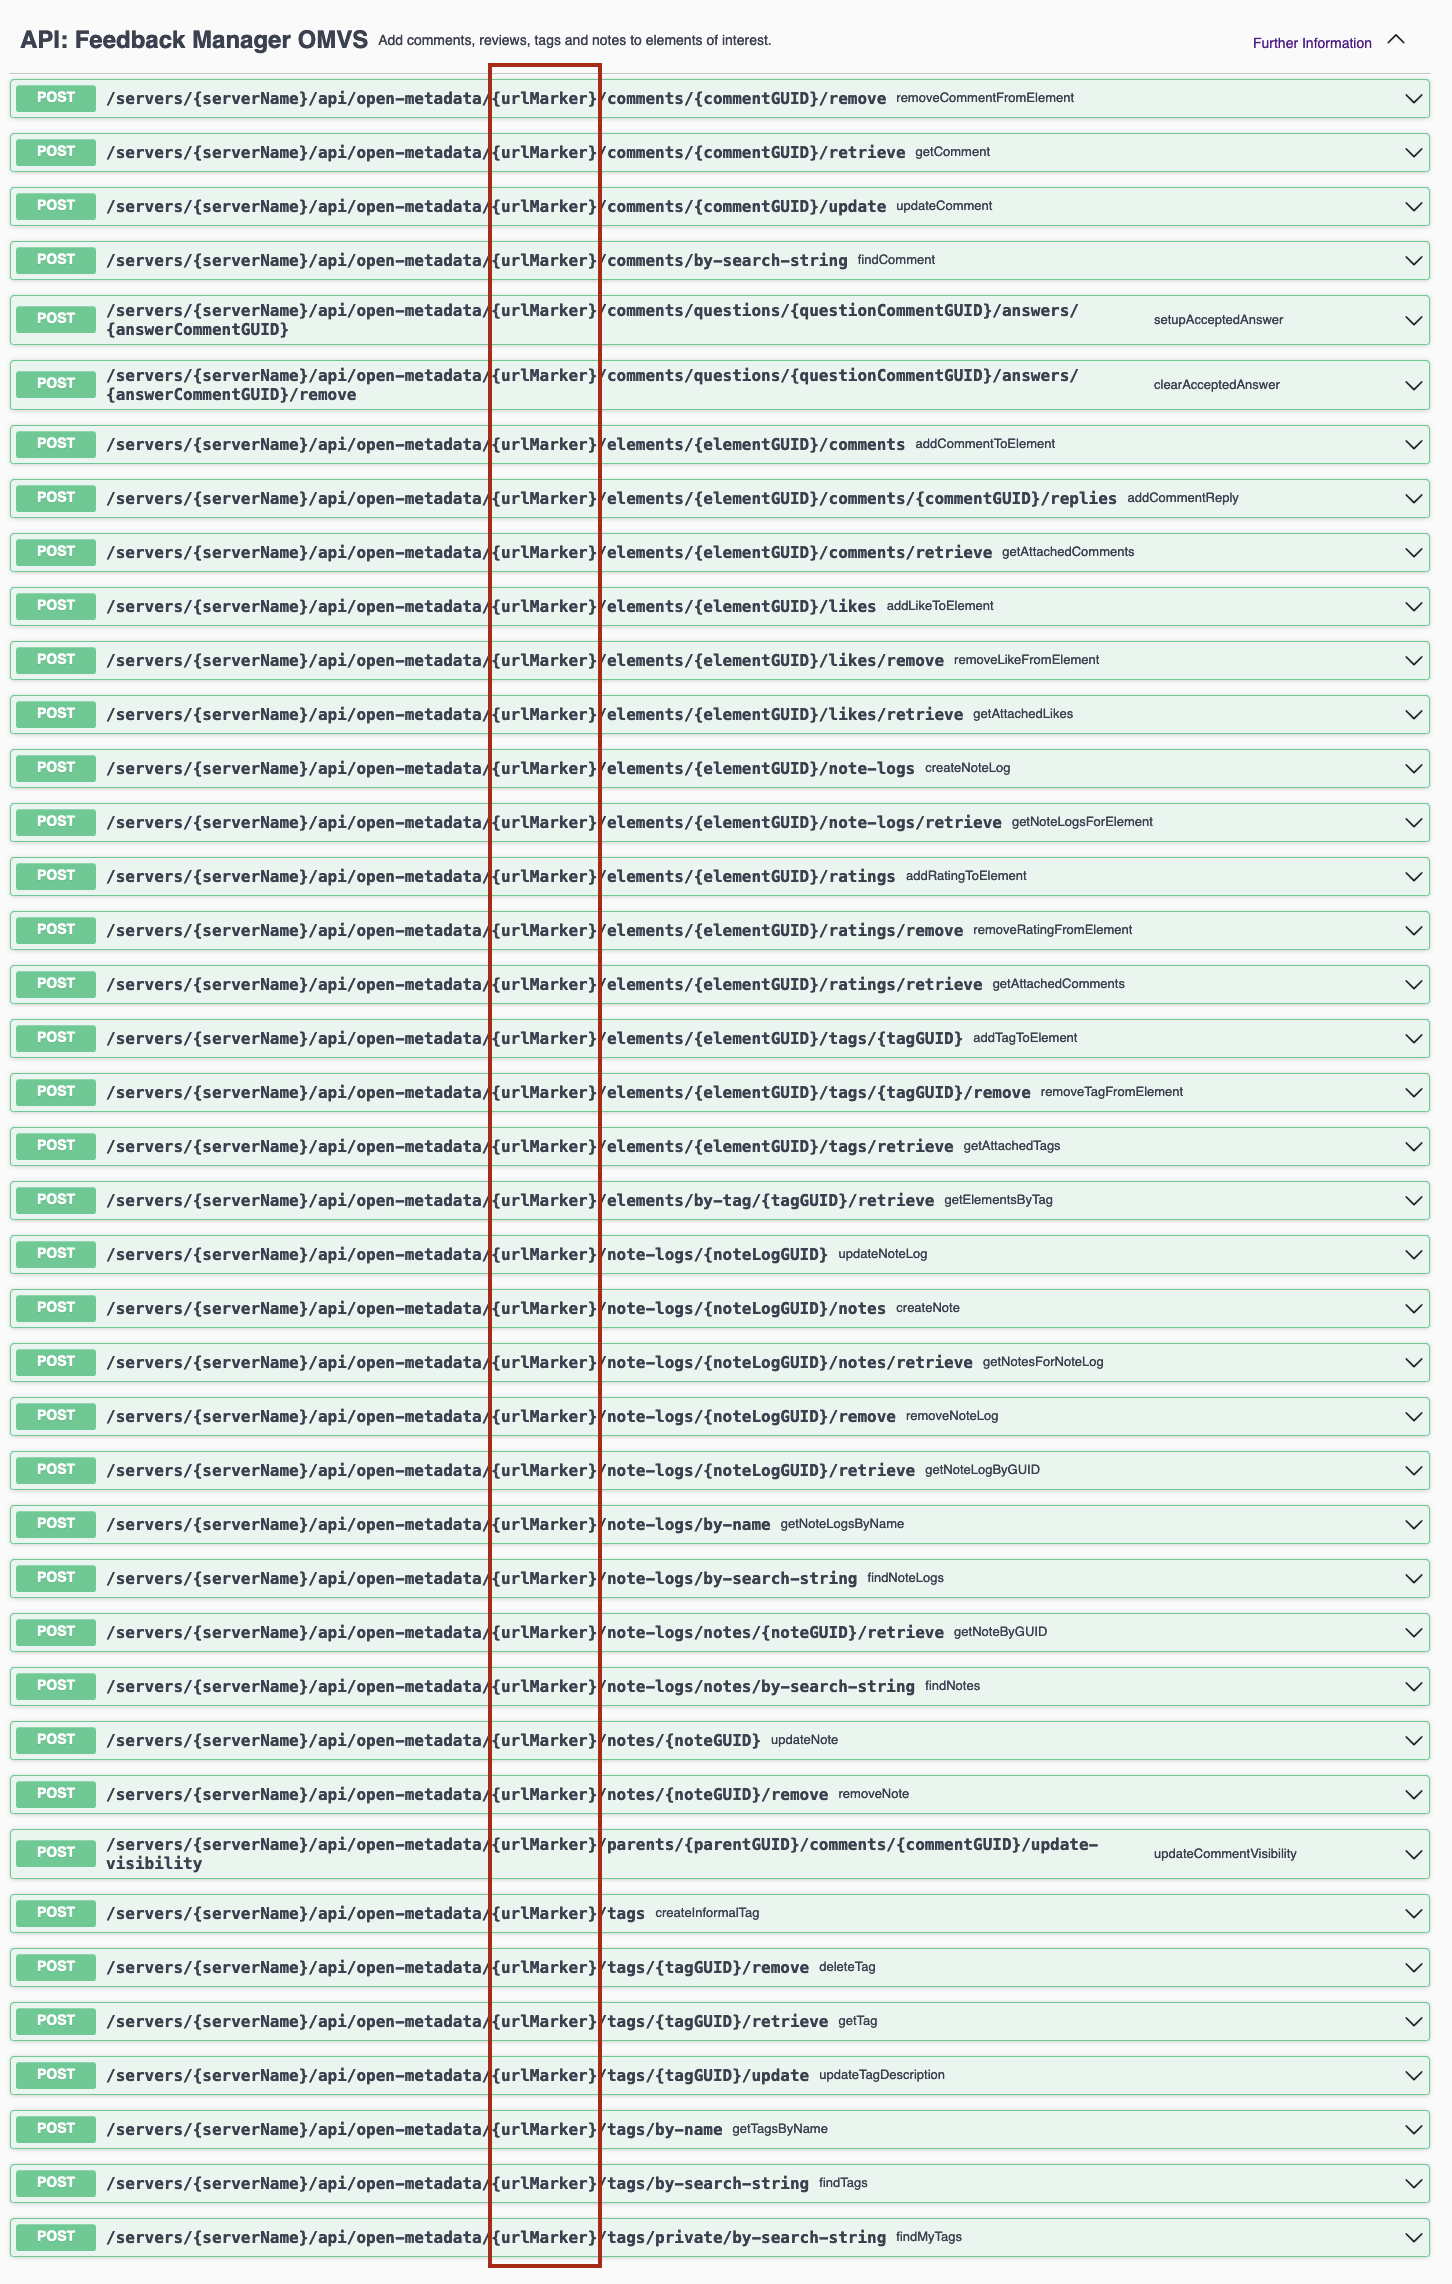 API: Feedback Manager OMVS Add comments, reviews, tags and notes to elements of interest. Further Information
POST /servers/{serverName}/api/open-metadata/{urlMarker}/comments/{commentGUID}/remove removeCommentFromElement
POST /servers/{serverName}/api/open-metadata/{urlMarker}/comments/{commentGUID}/retrieve getComment
POST /servers/{serverName}/api/open-metadata/{urlMarker}/comments/{commentGUID}/update updateComment
POST /servers/{serverName}/api/open-metadata/{urlMarker}/comments/by-search-string findComment
POST /servers/{serverName}/api/open-metadata/{urlMarker}/comments/questions/{questionCommentGUID}/answers/
{answerCommentGUID} setupAcceptedAnswer
POST /servers/{serverName}/api/open-metadata/{urlMarker}/comments/questions/{questionCommentGUID}/answers/
{answerCommentGUID}/remove clearAcceptedAnswer
POST /servers/{serverName}/api/open-metadata/{urlMarker}/elements/{elementGUID}/comments addCommentToElement
POST /servers/{serverName}/api/open-metadata/{urlMarker}/elements/{elementGUID}/comments/{commentGUID}/replies addCommentReply
POST /servers/{serverName}/api/open-metadata/{urlMarker}/elements/{elementGUID}/comments/retrieve getAttachedComments
POST /servers/{serverName}/api/open-metadata/{urlMarker}/elements/{elementGUID}/likes addLikeToElement
POST /servers/{serverName}/api/open-metadata/{urlMarker}/elements/{elementGUID}/likes/remove removeLikeFromElement
POST /servers/{serverName}/api/open-metadata/{urlMarker}/elements/{elementGUID}/likes/retrieve getAttachedLikes
POST /servers/{serverName}/api/open-metadata/{urlMarker}/elements/{elementGUID}/note-logs createNoteLog
POST /servers/{serverName}/api/open-metadata/{urlMarker}/elements/{elementGUID}/note-logs/retrieve getNoteLogsForElement
POST /servers/{serverName}/api/open-metadata/{urlMarker}/elements/{elementGUID}/ratings addRatingToElement
POST /servers/{serverName}/api/open-metadata/{urlMarker}/elements/{elementGUID}/ratings/remove removeRatingFromElement
POST /servers/{serverName}/api/open-metadata/{urlMarker}/elements/{elementGUID}/ratings/retrieve getAttachedComments
POST /servers/{serverName}/api/open-metadata/{urlMarker}/elements/{elementGUID}/tags/{tagGUID} addTagToElement
POST /servers/{serverName}/api/open-metadata/{urlMarker}/elements/{elementGUID}/tags/{tagGUID}/remove removeTagFromElement
POST /servers/{serverName}/api/open-metadata/{urlMarker}/elements/{elementGUID}/tags/retrieve getAttachedTags
POST /servers/{serverName}/api/open-metadata/{urlMarker}/elements/by-tag/{tagGUID}/retrieve getElementsByTag
POST /servers/{serverName}/api/open-metadata/{urlMarker}/note-logs/{noteLogGUID} updateNoteLog
POST /servers/{serverName}/api/open-metadata/{urlMarker}/note-logs/{noteLogGUID}/notes createNote
POST /servers/{serverName}/api/open-metadata/{urlMarker}/note-logs/{noteLogGUID}/notes/retrieve getNotesForNoteLog
POST /servers/{serverName}/api/open-metadata/{urlMarker}/note-logs/{noteLogGUID}/remove removeNoteLog
POST /servers/{serverName}/api/open-metadata/{urlMarker}/note-logs/{noteLogGUID}/retrieve getNoteLogByGUID
POST /servers/{serverName}/api/open-metadata/{urlMarker}/note-logs/by-name getNoteLogsByName
POST /servers/{serverName}/api/open-metadata/{urlMarker}/note-logs/by-search-string findNoteLogs
POST /servers/{serverName}/api/open-metadata/{urlMarker}/note-logs/notes/{noteGUID}/retrieve getNoteByGUID
POST /servers/{serverName}/api/open-metadata/{urlMarker}/note-logs/notes/by-search-string findNotes
POST /servers/{serverName}/api/open-metadata/{urlMarker}/notes/{noteGUID} updateNote
POST /servers/{serverName}/api/open-metadata/{urlMarker}/notes/{noteGUID}/remove removeNote
POST /servers/{serverName}/api/open-metadata/{urlMarker}/parents/{parentGUID}/comments/{commentGUID}/update-
visibility updateCommentVisibility
POST /servers/{serverName}/api/open-metadata/{urlMarker}/tags createInformalTag
POST /servers/{serverName}/api/open-metadata/{urlMarker}/tags/{tagGUID}/remove deleteTag
POST /servers/{serverName}/api/open-metadata/{urlMarker}/tags/{tagGUID}/retrieve getTag
POST /servers/{serverName}/api/open-metadata/{urlMarker}/tags/{tagGUID}/update updateTagDescription
POST /servers/{serverName}/api/open-metadata/{urlMarker}/tags/by-name getTagsByName
POST /servers/{serverName}/api/open-metadata/{urlMarker}/tags/by-search-string findTags
POST /servers/{serverName}/api/open-metadata/{urlMarker}/tags/private/by-search-string findMyTags